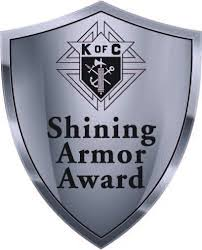 K OF C
Shining
Armor
Award